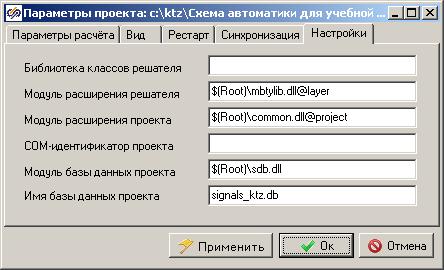 Параметры проекта: c:\ktz\Схема автоматики для учебной ...
Параметры расчёта Вид Рестарт Синхронизация Настройки
Библиотека классов решателя
Модуль расширения решателя $(Root)\mbtylib.dll@layer
Модуль расширения проекта $(Root)\common.dll@project
COM-идентификатор проекта
Модуль базы данных проекта $(Root)\sdb.dll
Имя базы данных проекта signals_ktz.db
Применить Ок Отмена